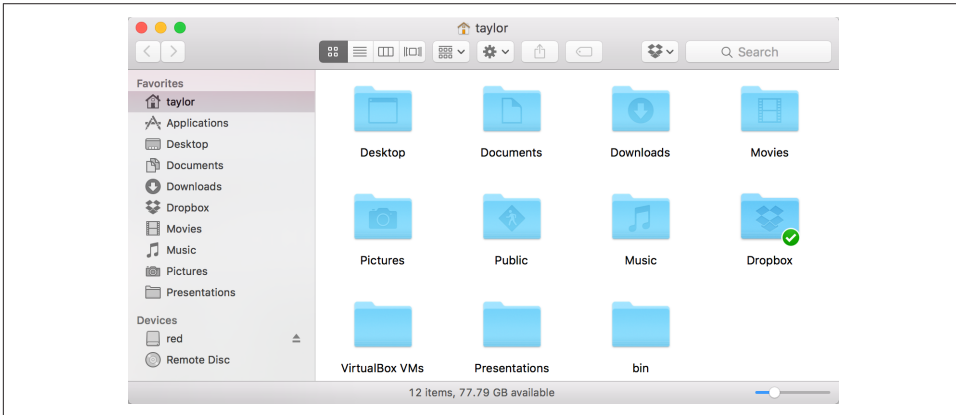 taylor
Search
Favorites
taylor
Applications
Desktop
Documents
Downloads
Dropbox
Movies
Music
Pictures
Presentations
Devices
red
Remote Disc
Desktop Documents Downloads Movies
Pictures Public Music Dropbox
VirtualBox VMs Presentations bin
12 items, 77.79 GB available